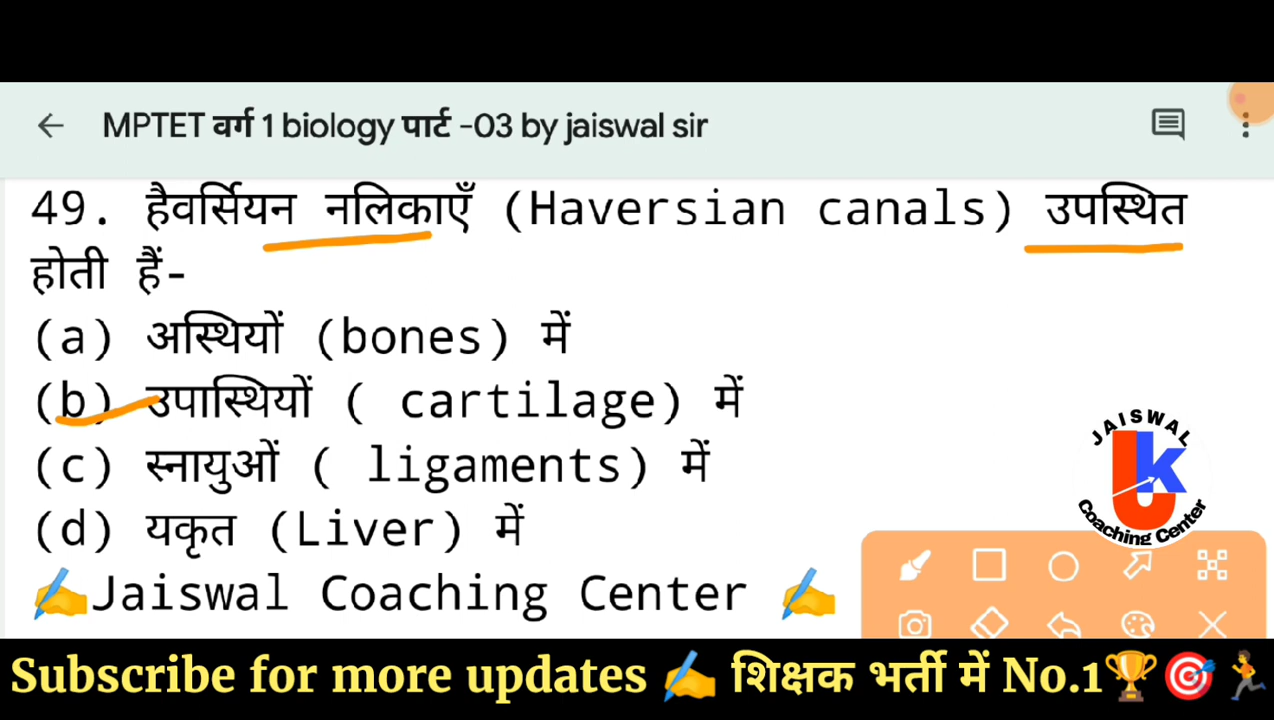 MPTET वर्ग 1 biology पार्ट -03 by jaiswal sir
49. हैवर्सियन नलिकाएँ (Haversian canals) उपस्थित
होती हैं-
(a) अस्थियों (bones) में
(b) उपास्थियों ( cartilage) में
(c) स्नायुओं ( ligaments) में
(d) यकृत (Liver) में
✍️Jaiswal Coaching Center ✍️
JAISWAL
JK
Coaching Center
Subscribe for more updates ✍️ शिक्षक भर्ती में No.1🏆🎯🏃